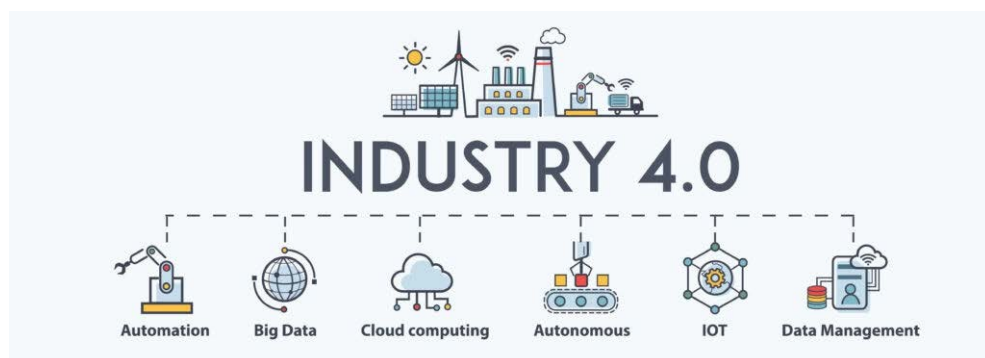 INDUSTRY 4.0
Automation
Big Data
Cloud computing
Autonomous
IOT
Data Management